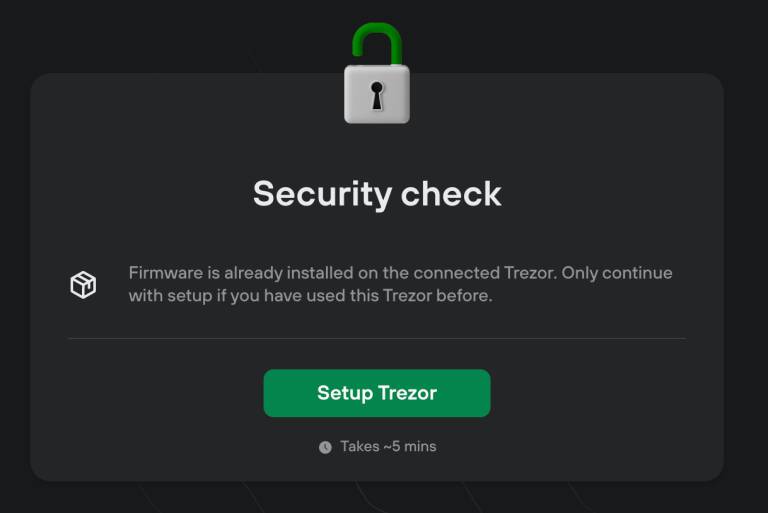 Security check
Firmware is already installed on the connected Trezor. Only continue
with setup if you have used this Trezor before.
Setup Trezor
Takes ~5 mins